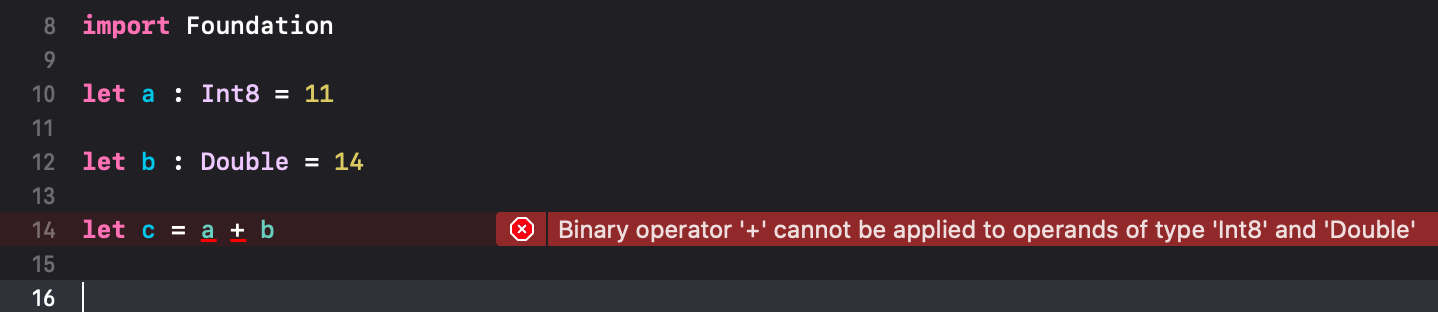 8 import Foundation
9
10 let a : Int8 = 11
11
12 let b : Double = 14
13
14 let c = a + b Binary operator '+' cannot be applied to operands of type 'Int8' and 'Double'
15
16